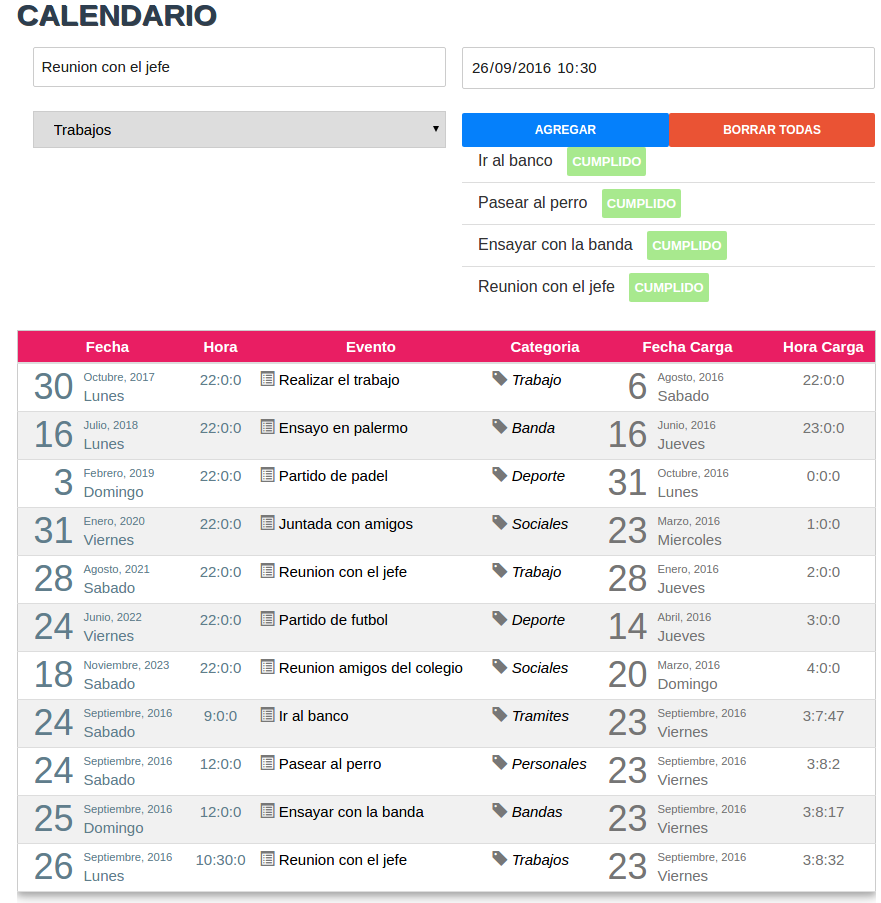 CALENDARIO
Reunion con el jefe
26/09/2016 10:30
Trabajos
AGREGAR BORRAR TODAS
Ir al banco CUMPLIDO
Pasear al perro CUMPLIDO
Ensayar con la banda CUMPLIDO
Reunion con el jefe CUMPLIDO
Fecha Hora Evento Categoria Fecha Carga Hora Carga
30 Octubre, 2017 Lunes 22:0:0 Realizar el trabajo Trabajo 6 Agosto, 2016 Sabado 22:0:0
16 Julio, 2018 Lunes 22:0:0 Ensayo en palermo Banda 16 Junio, 2016 Jueves 23:0:0
3 Febrero, 2019 Domingo 22:0:0 Partido de padel Deporte 31 Octubre, 2016 Lunes 0:0:0
31 Enero, 2020 Viernes 22:0:0 Juntada con amigos Sociales 23 Marzo, 2016 Miercoles 1:0:0
28 Agosto, 2021 Sabado 22:0:0 Reunion con el jefe Trabajo 28 Enero, 2016 Jueves 2:0:0
24 Junio, 2022 Viernes 22:0:0 Partido de futbol Deporte 14 Abril, 2016 Jueves 3:0:0
18 Noviembre, 2023 Sabado 22:0:0 Reunion amigos del colegio Sociales 20 Marzo, 2016 Domingo 4:0:0
24 Septiembre, 2016 Sabado 9:0:0 Ir al banco Tramites 23 Septiembre, 2016 Viernes 3:7:47
24 Septiembre, 2016 Sabado 12:0:0 Pasear al perro Personales 23 Septiembre, 2016 Viernes 3:8:2
25 Septiembre, 2016 Domingo 12:0:0 Ensayar con la banda Bandas 23 Septiembre, 2016 Viernes 3:8:17
26 Septiembre, 2016 Lunes 10:30:0 Reunion con el jefe Trabajos 23 Septiembre, 2016 Viernes 3:8:32